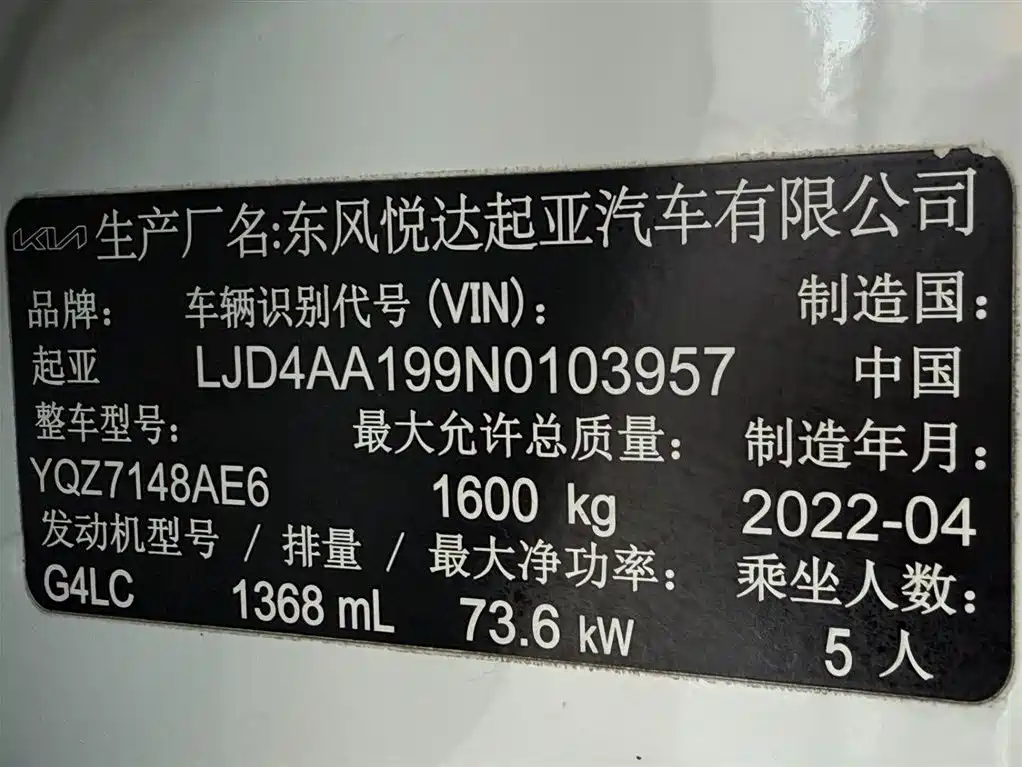 KIA 生产厂名:东风悦达起亚汽车有限公司
品牌: 车辆识别代号 (VIN): 制造国:
起亚 LJD4AA199N0103957 中国
整车型号: 最大允许总质量: 制造年月:
YQZ7148AE6 1600 kg 2022-04
发动机型号 / 排量 / 最大净功率: 乘坐人数:
G4LC 1368 mL 73.6 kW 5 人